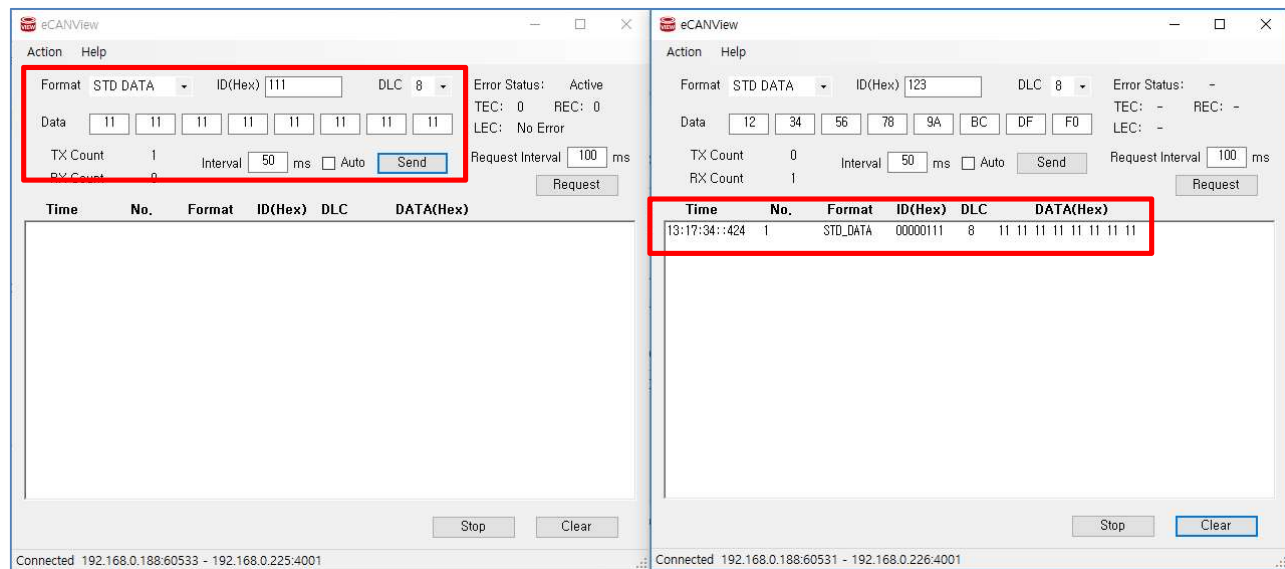 eCANView
Action Help
Format STD DATA ID(Hex) 111 DLC 8 Error Status: Active
TEC: 0 REC: 0
Data 11 11 11 11 11 11 11 11 LEC: No Error
TX Count 1 Interval 50 ms Auto Send Request Interval 100 ms
RX Count 0 Request
Time No. Format ID(Hex) DLC DATA(Hex)
Stop Clear
Connected 192.168.0.188:60533 - 192.168.0.225:4001
eCANView
Action Help
Format STD DATA ID(Hex) 123 DLC 8 Error Status: -
TEC: - REC: -
Data 12 34 56 78 9A BC DF F0 LEC: -
TX Count 0 Interval 50 ms Auto Send Request Interval 100 ms
RX Count 1 Request
Time No. Format ID(Hex) DLC DATA(Hex)
13:17:34::424 1 STD_DATA 00000111 8 11 11 11 11 11 11 11 11
Stop Clear
Connected 192.168.0.188:60531 - 192.168.0.226:4001